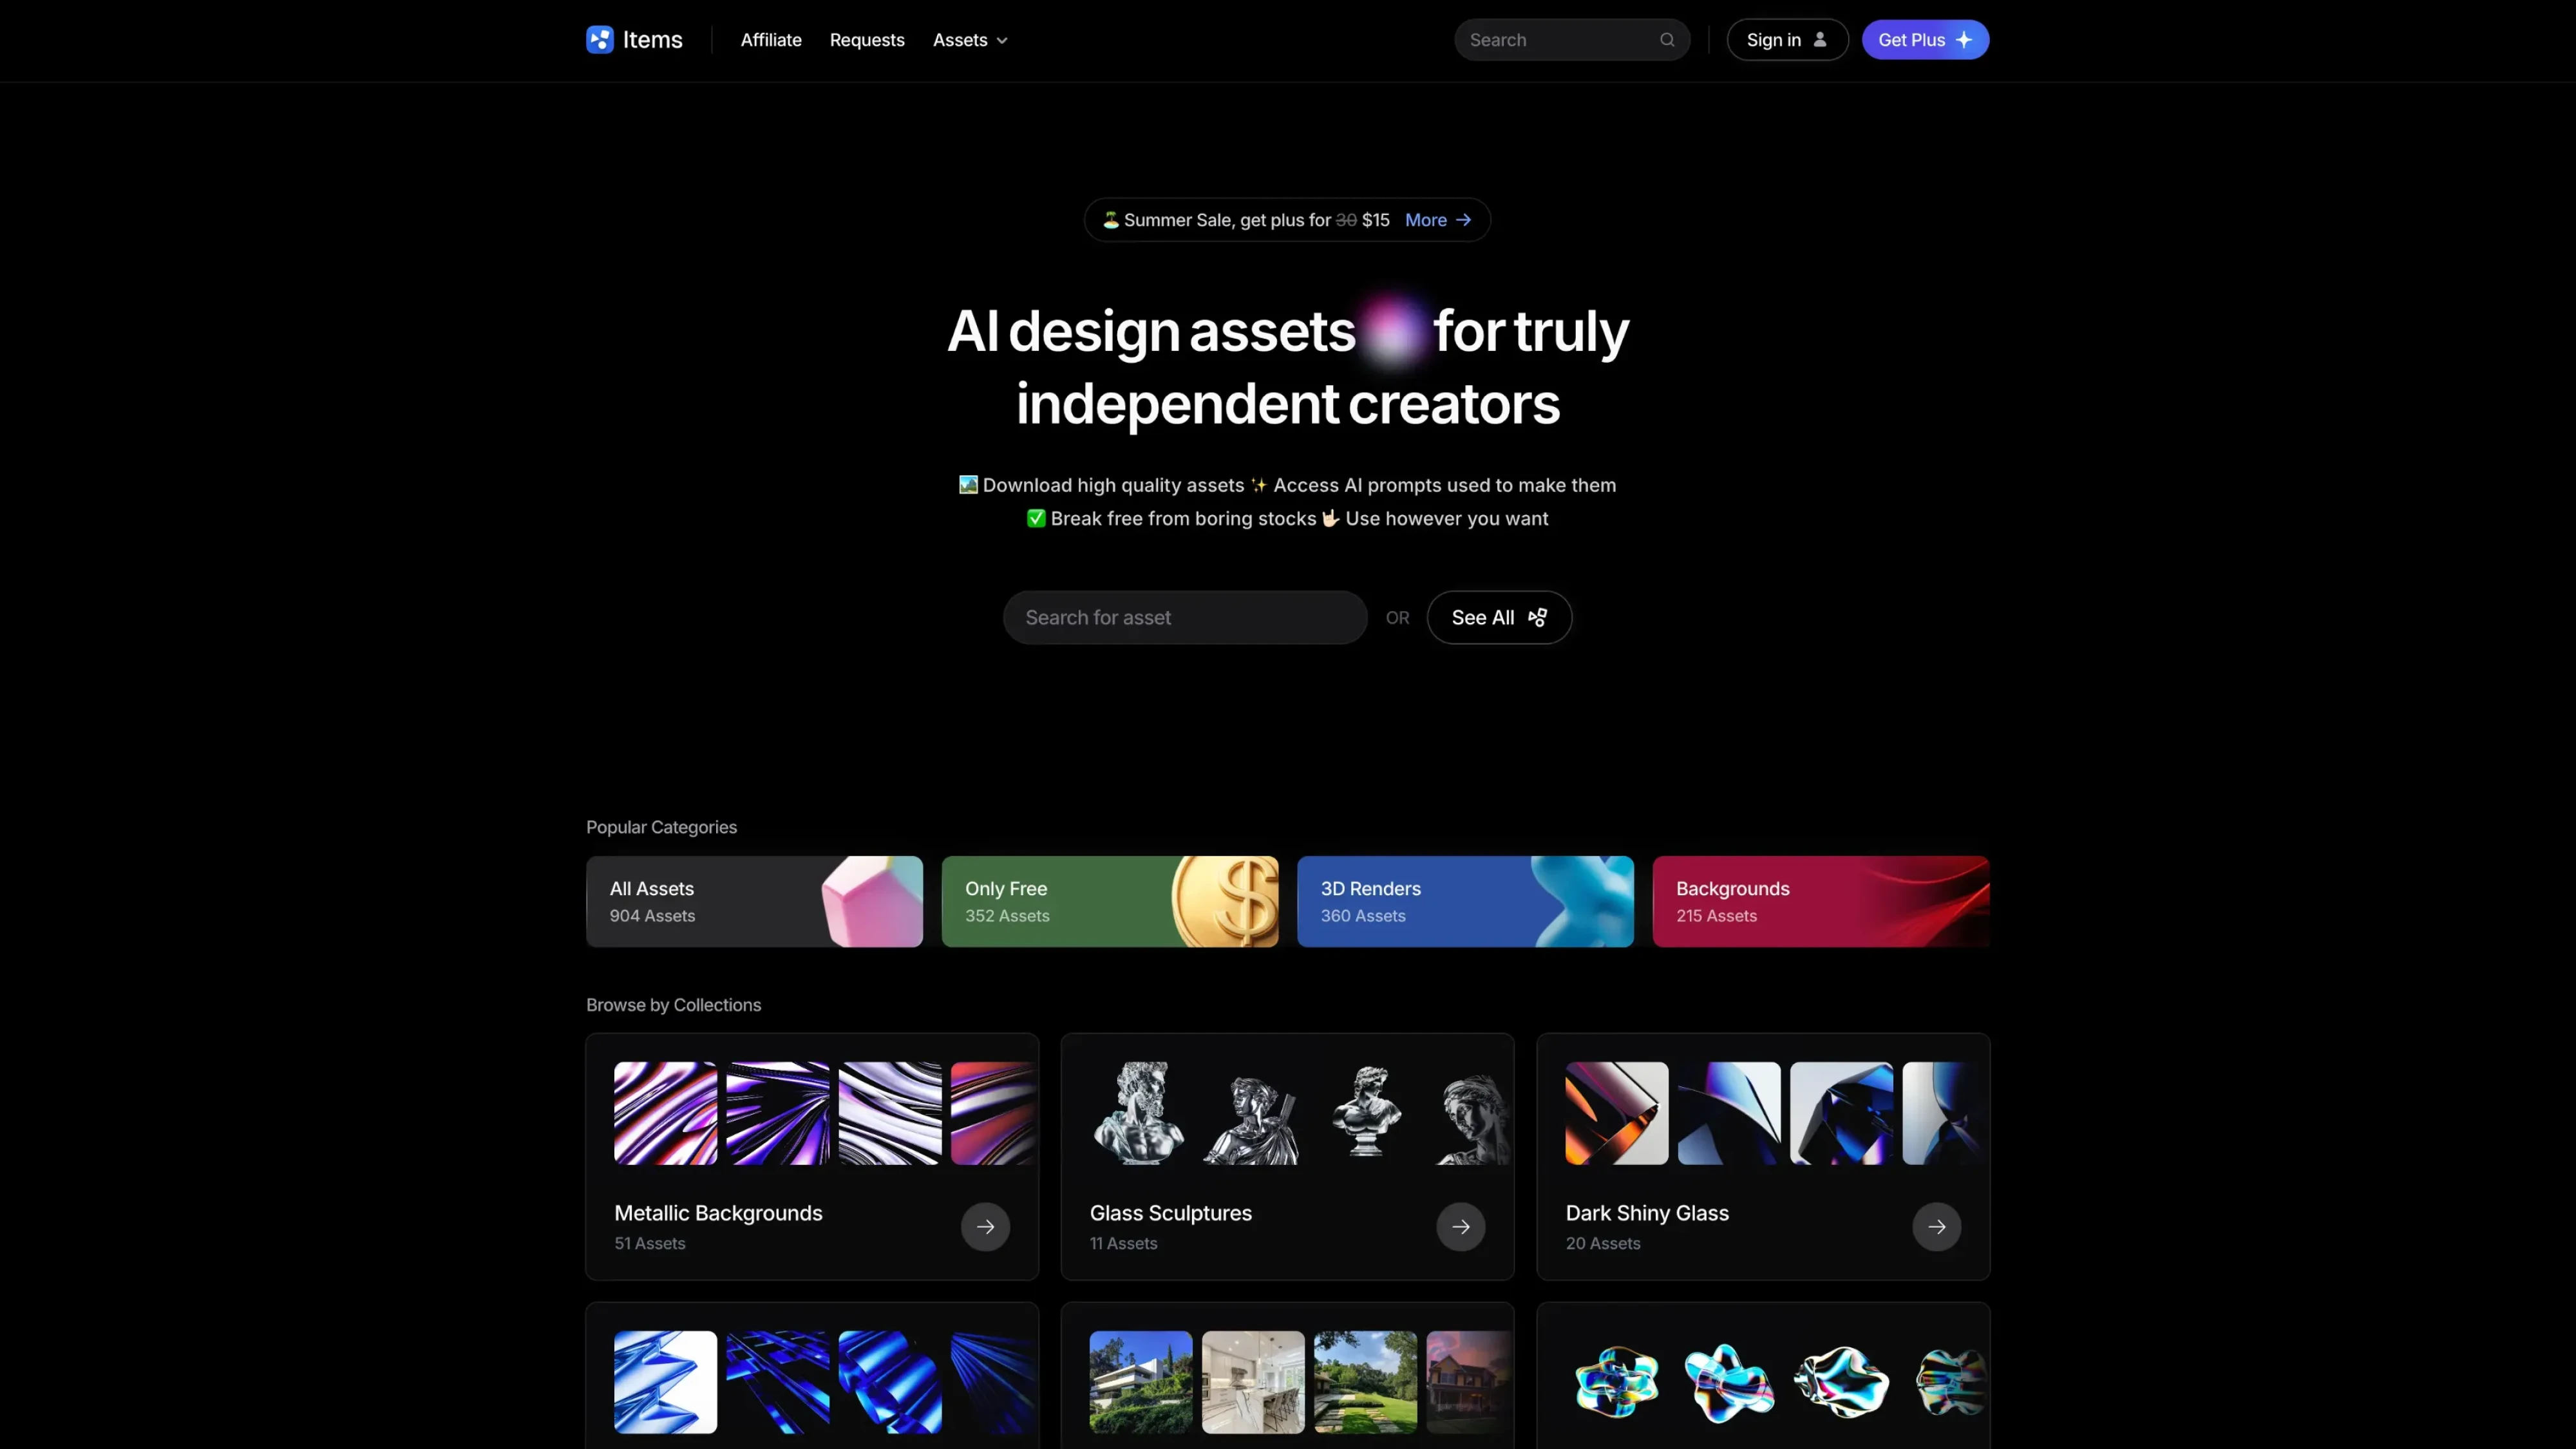 Items
Affiliate
Requests
Assets
Search
Sign in
Get Plus
🏝️ Summer Sale, get plus for 30 $15 More →
AI design assets for truly
independent creators
🏞️ Download high quality assets ✨ Access AI prompts used to make them
✅ Break free from boring stocks 🤟🏻 Use however you want
Search for asset
OR
See All
Popular Categories
All Assets
904 Assets
Only Free
352 Assets
3D Renders
360 Assets
Backgrounds
215 Assets
Browse by Collections
Metallic Backgrounds
51 Assets
Glass Sculptures
11 Assets
Dark Shiny Glass
20 Assets